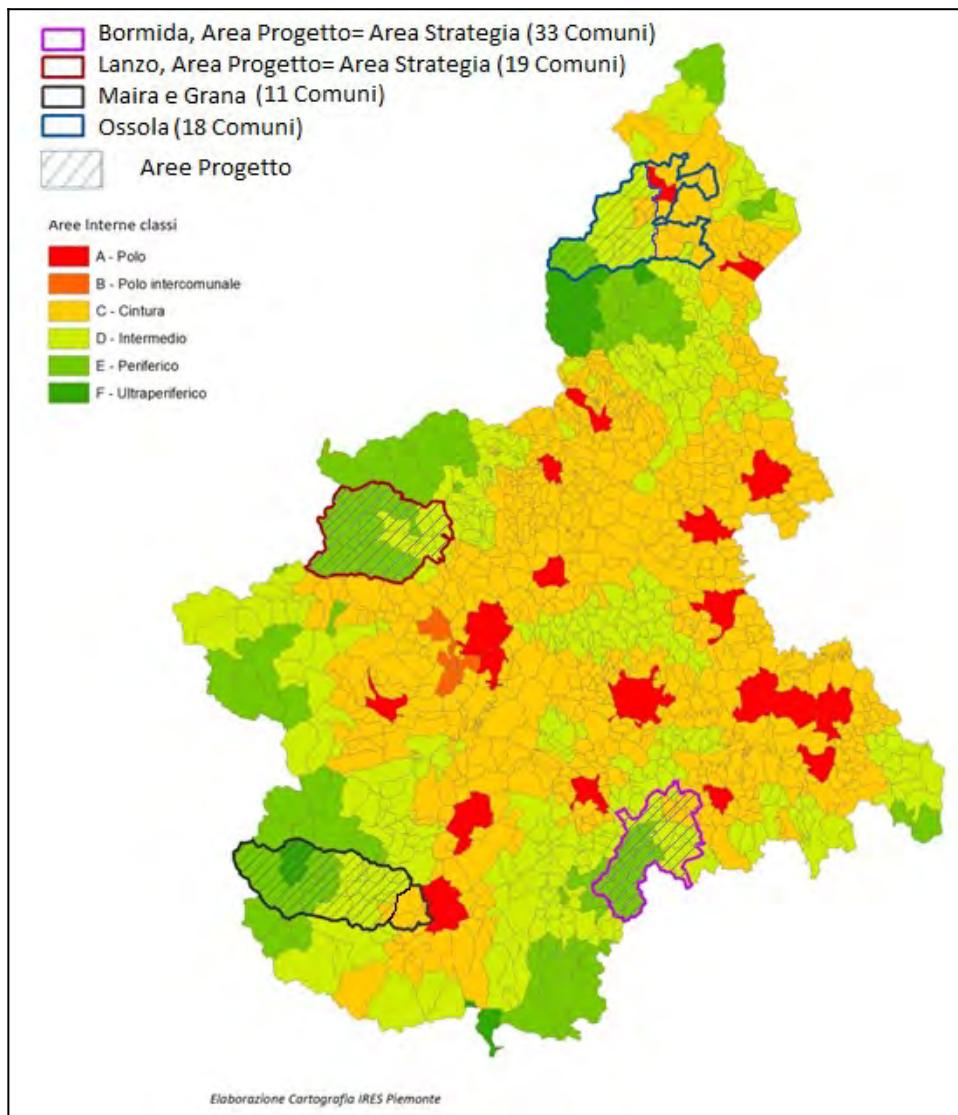 Bormida, Area Progetto= Area Strategia (33 Comuni)
Lanzo, Area Progetto= Area Strategia (19 Comuni)
Maira e Grana (11 Comuni)
Ossola (18 Comuni)
Aree Progetto
Aree Interne classi
A - Polo
B - Polo intercomunale
C - Cintura
D - Intermedio
E - Periferico
F - Ultraperiferico
Elaborazione Cartografia IRES Piemonte